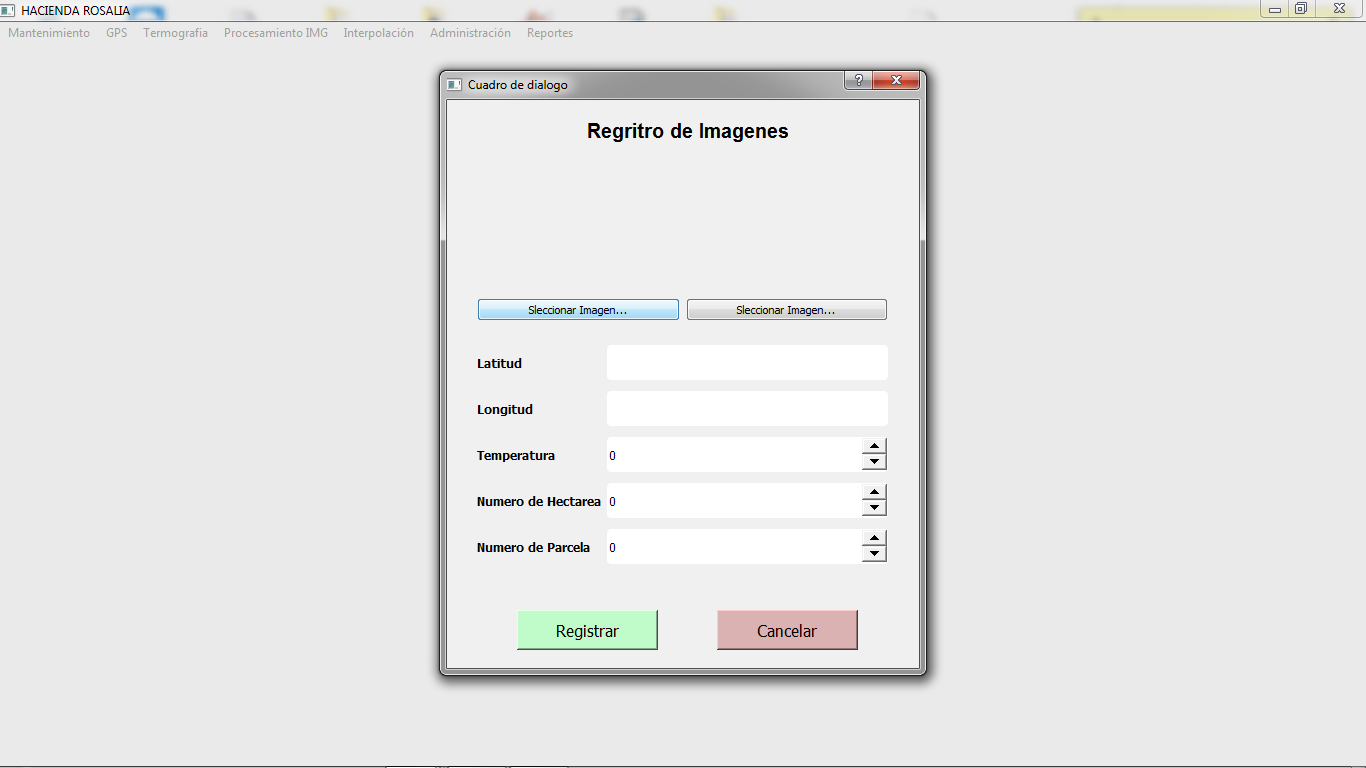 HACIENDA ROSALIA
Mantenimiento GPS Termografia Procesamiento IMG Interpolación Administración Reportes
Cuadro de dialogo
Regritro de Imagenes
Sleccionar Imagen... Sleccionar Imagen...
Latitud
Longitud
Temperatura 0
Numero de Hectarea 0
Numero de Parcela 0
Registrar Cancelar